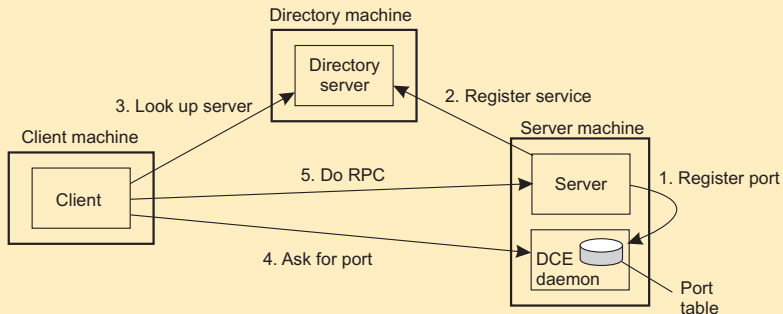 Directory machine
Directory
server
3. Look up server
2. Register service
Client machine
Server machine
Client
5. Do RPC
Server
1. Register port
4. Ask for port
DCE
daemon
Port
table